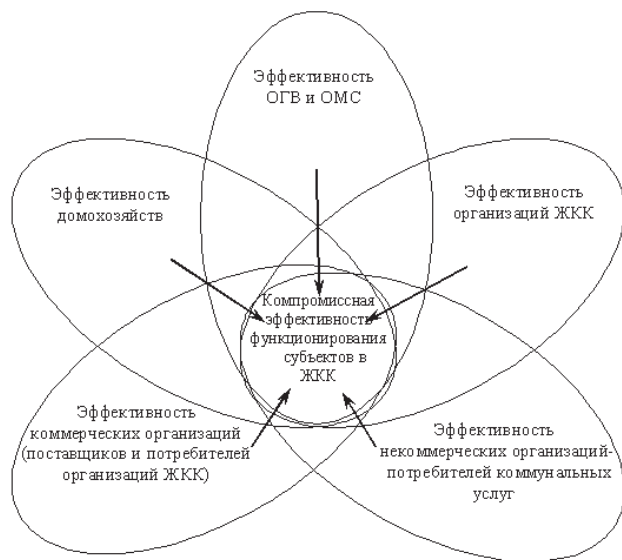 Эффективность
ОГВ и ОМС
Эффективность
домохозяйств
Эффективность
организаций ЖКК
Компромиссная
эффективность
функционирования
субъектов в
ЖКК
Эффективность
коммерческих организаций
(поставщиков и потребителей
организаций ЖКК)
Эффективность
некоммерческих организаций-
потребителей коммунальных
услуг